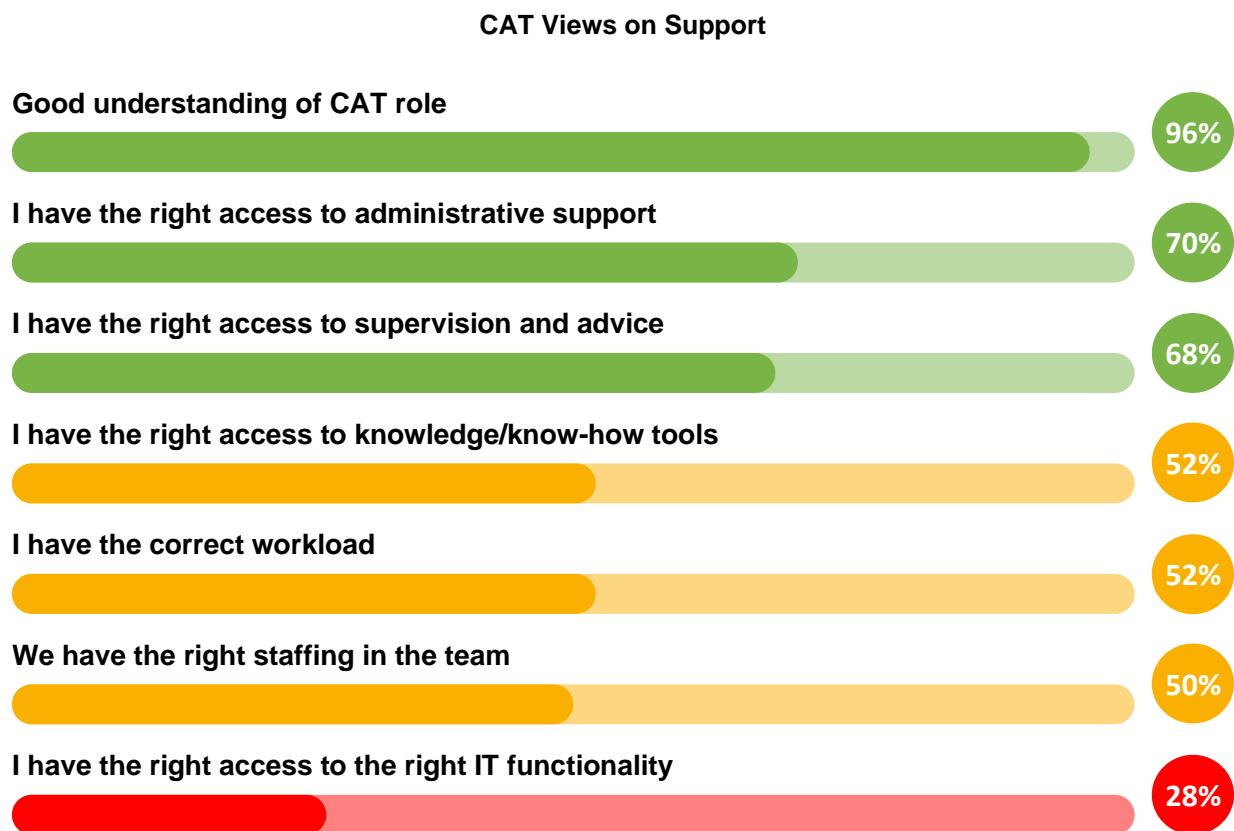 CAT Views on Support
Good understanding of CAT role
96%
I have the right access to administrative support
70%
I have the right access to supervision and advice
68%
I have the right access to knowledge/know-how tools
52%
I have the correct workload
52%
We have the right staffing in the team
50%
I have the right access to the right IT functionality
28%